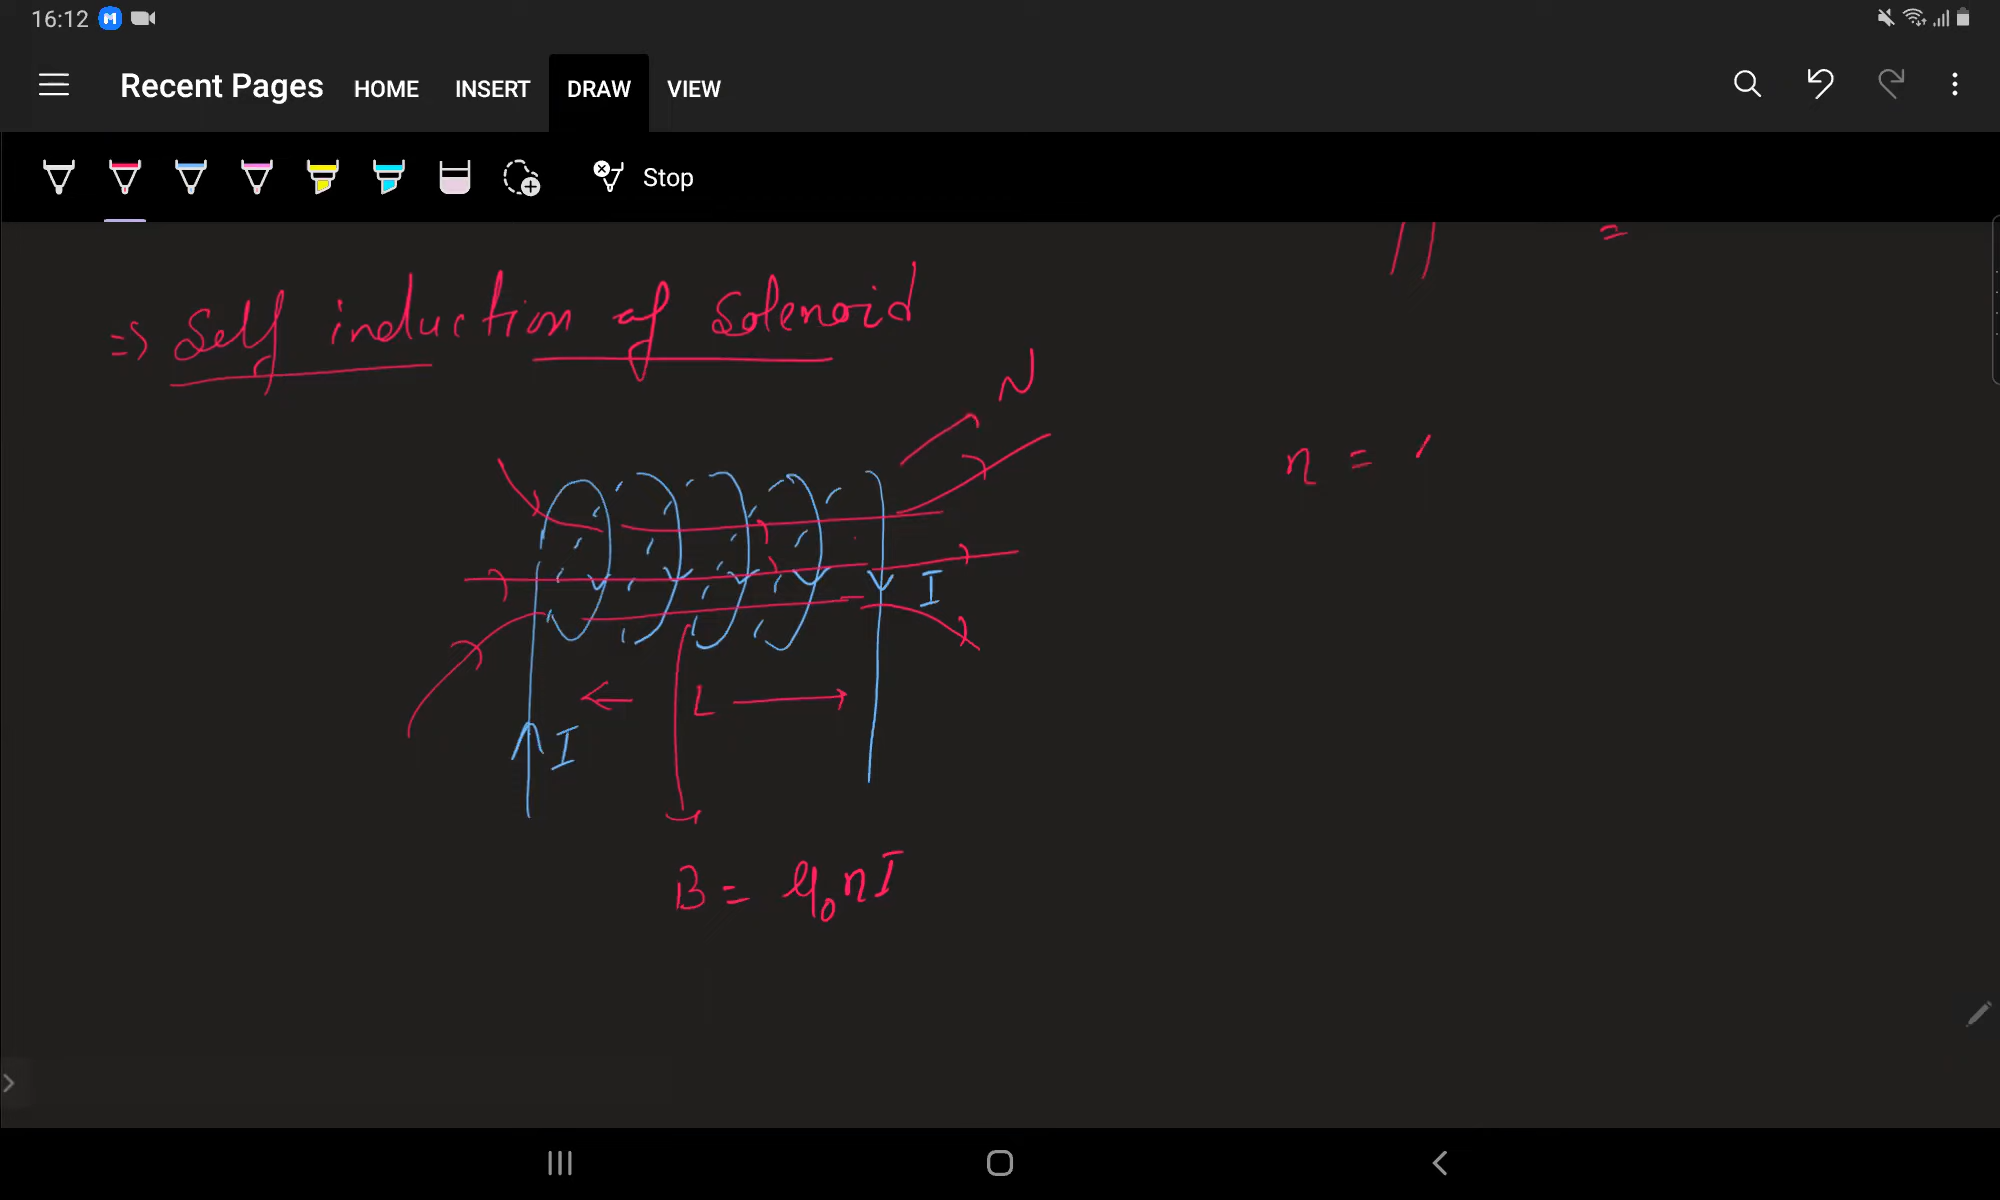 16:12
Recent Pages HOME INSERT DRAW VIEW
Stop
=
=> Self induction of Solenoid
N
n =
I
L
I
B = μ₀nI